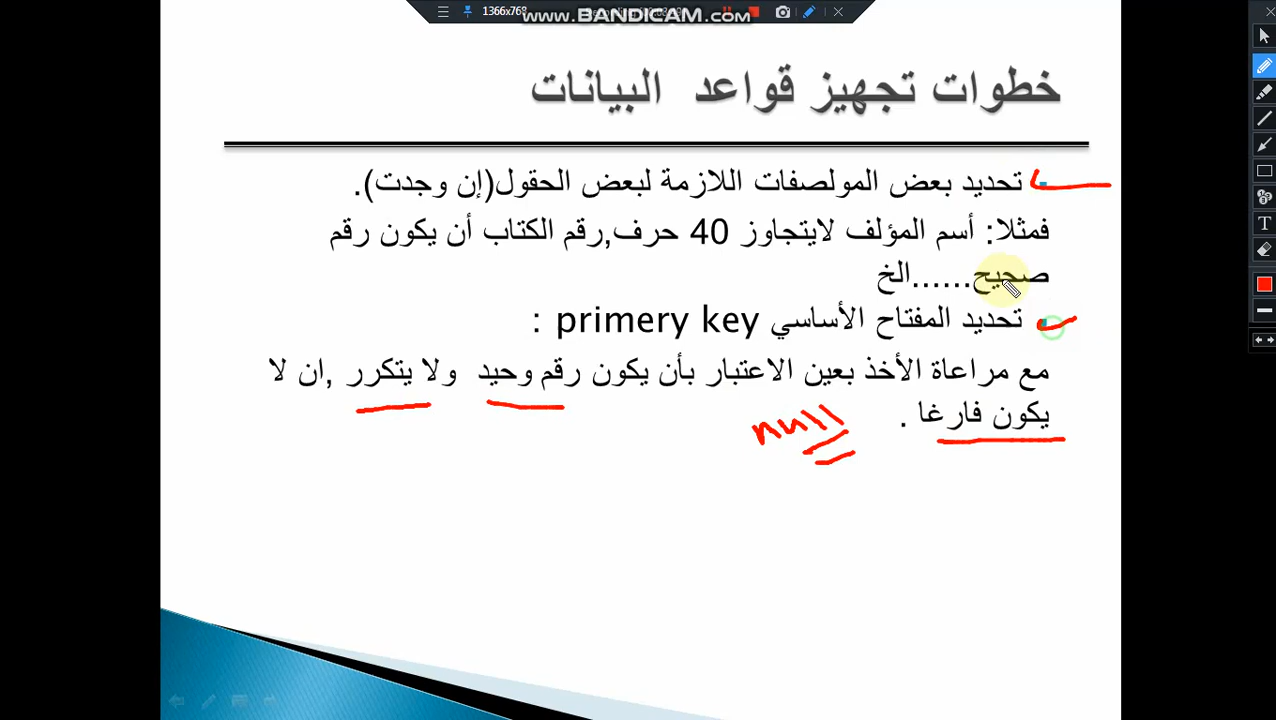 1366x768
www.BANDICAM.com
خطوات تجهيز قواعد البيانات
تحديد بعض المولصفات اللازمة لبعض الحقول(إن وجدت).
فمثلا: أسم المؤلف لايتجاوز 40 حرف,رقم الكتاب أن يكون رقم
صحيح......الخ
تحديد المفتاح الأساسي primery key :
مع مراعاة الأخذ بعين الاعتبار بأن يكون رقم وحيد ولا يتكرر ,ان لا
يكون فارغا .
null